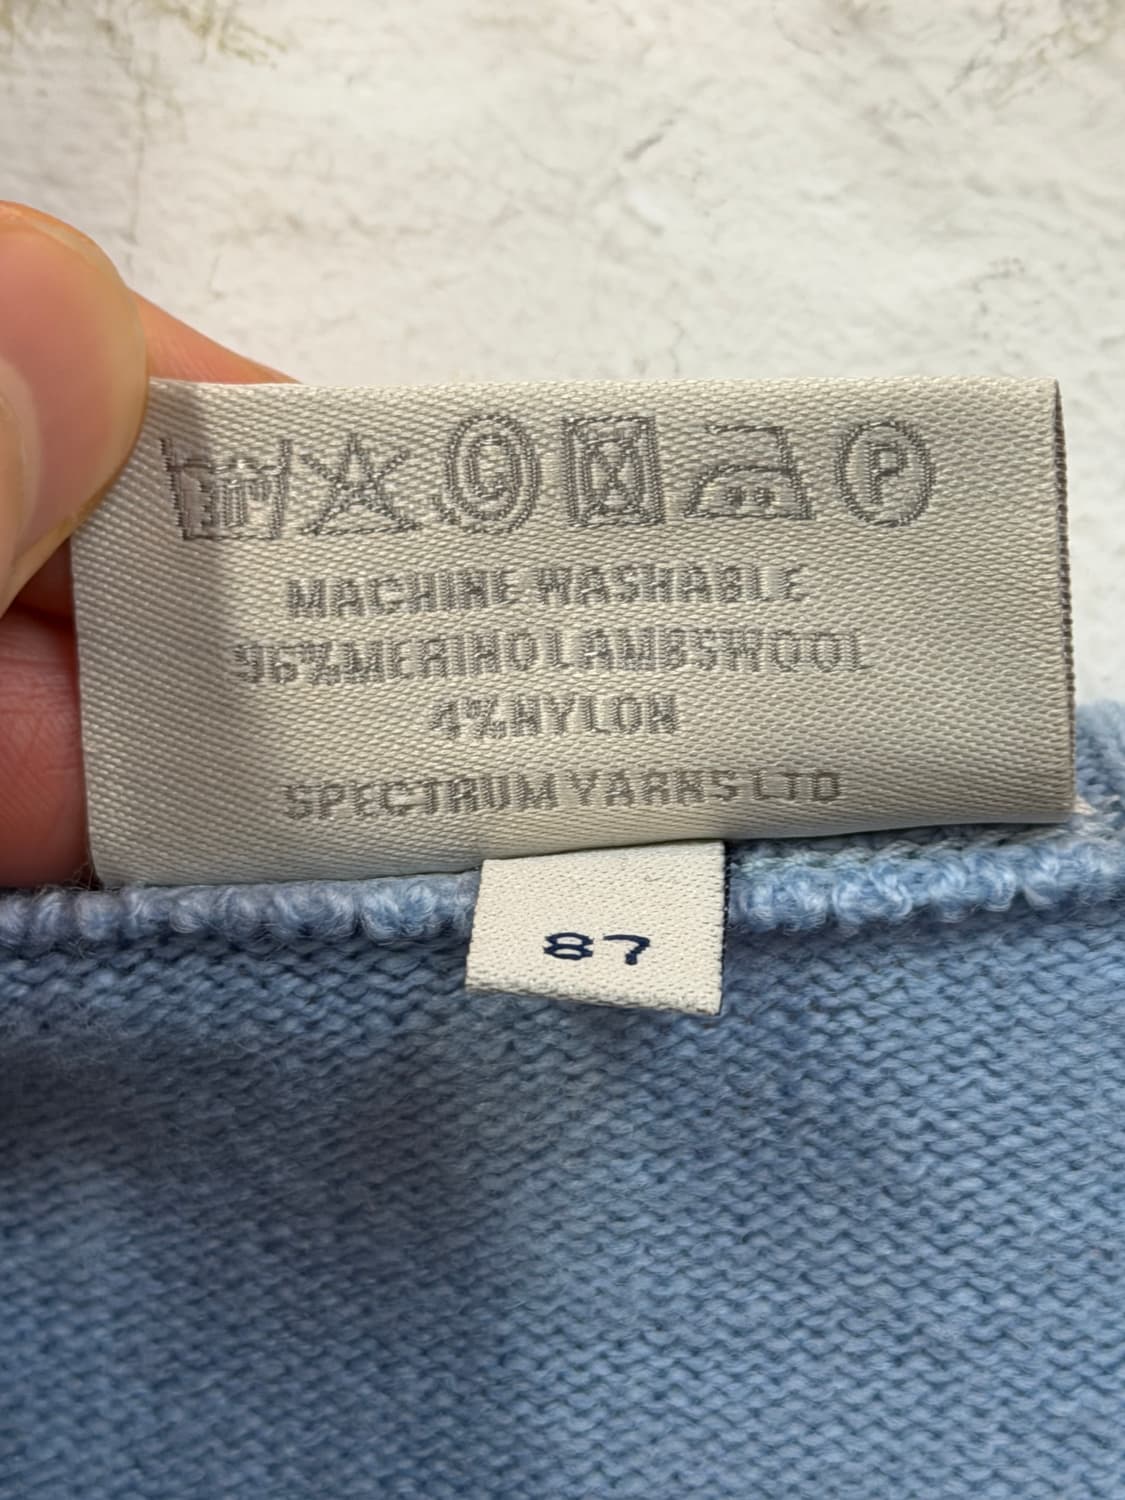 C P
MACHINE WASHABLE
96% MERINO LAMBSWOOL
4% NYLON
SPECTRUM YARNS LTD
87